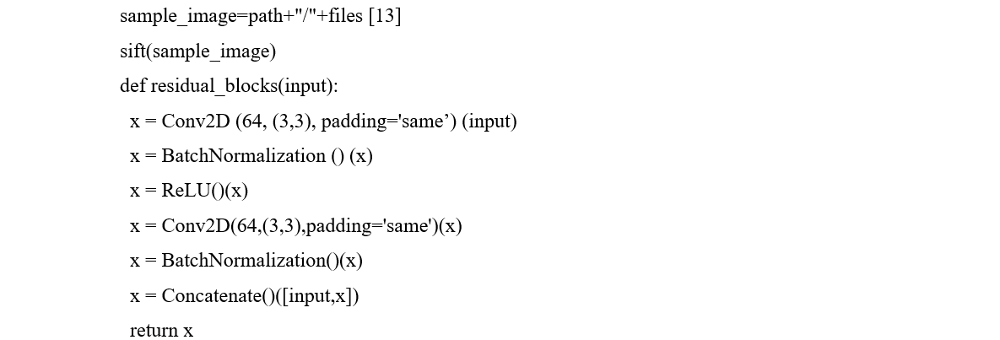 sample_image=path+"/"+files [13]
sift(sample_image)
def residual_blocks(input):
x = Conv2D (64, (3,3), padding='same’) (input)
x = BatchNormalization () (x)
x = ReLU()(x)
x = Conv2D(64,(3,3),padding='same')(x)
x = BatchNormalization()(x)
x = Concatenate()([input,x])
return x